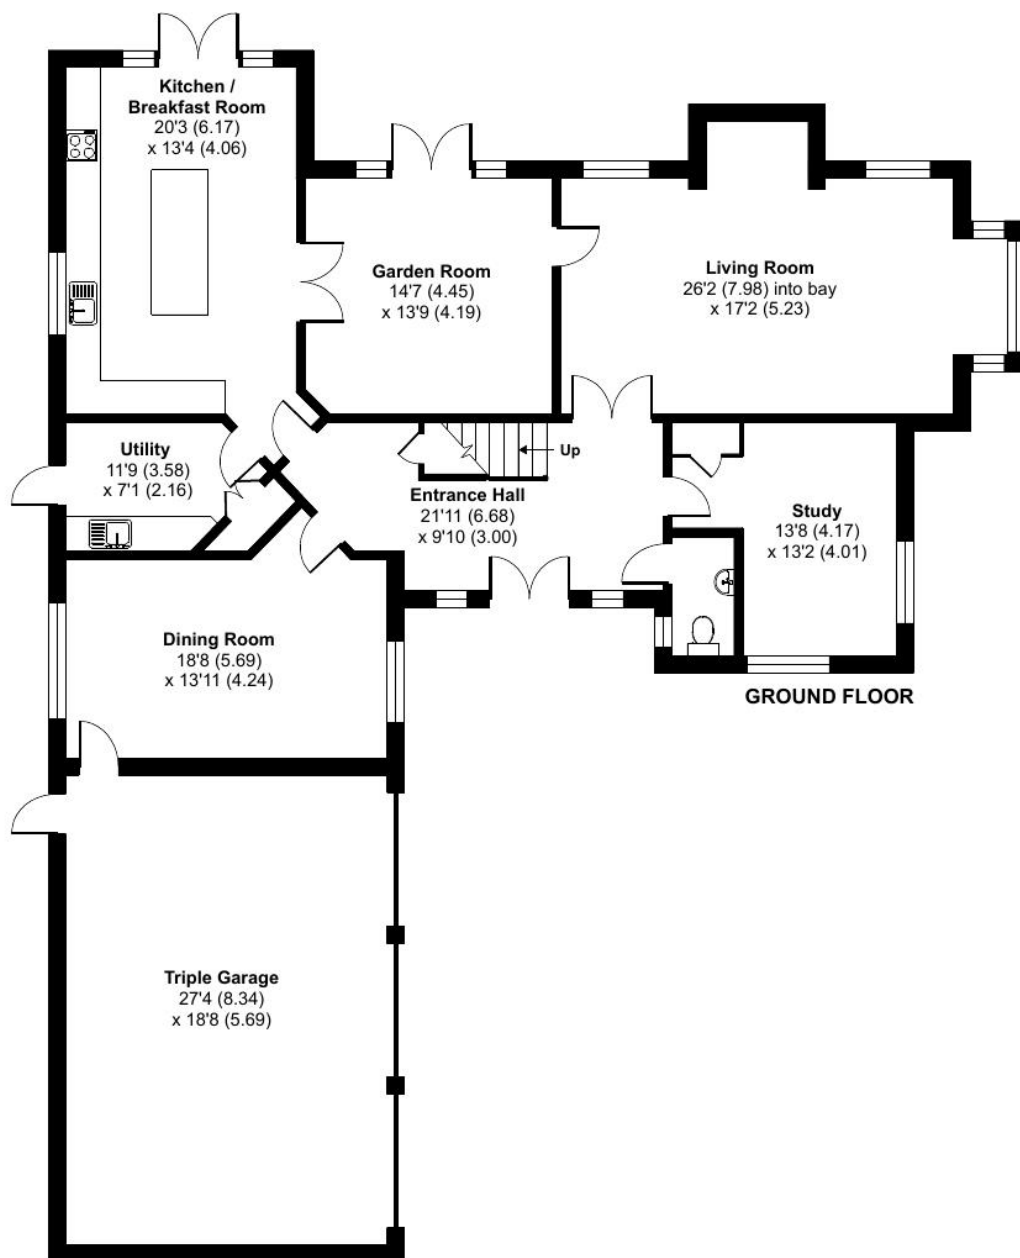 Kitchen /
Breakfast Room
20'3 (6.17)
x 13'4 (4.06)
Garden Room
14'7 (4.45)
x 13'9 (4.19)
Living Room
26'2 (7.98) into bay
x 17'2 (5.23)
Utility
11'9 (3.58)
x 7'1 (2.16)
Up
Entrance Hall
21'11 (6.68)
x 9'10 (3.00)
Study
13'8 (4.17)
x 13'2 (4.01)
Dining Room
18'8 (5.69)
x 13'11 (4.24)
GROUND FLOOR
Triple Garage
27'4 (8.34)
x 18'8 (5.69)